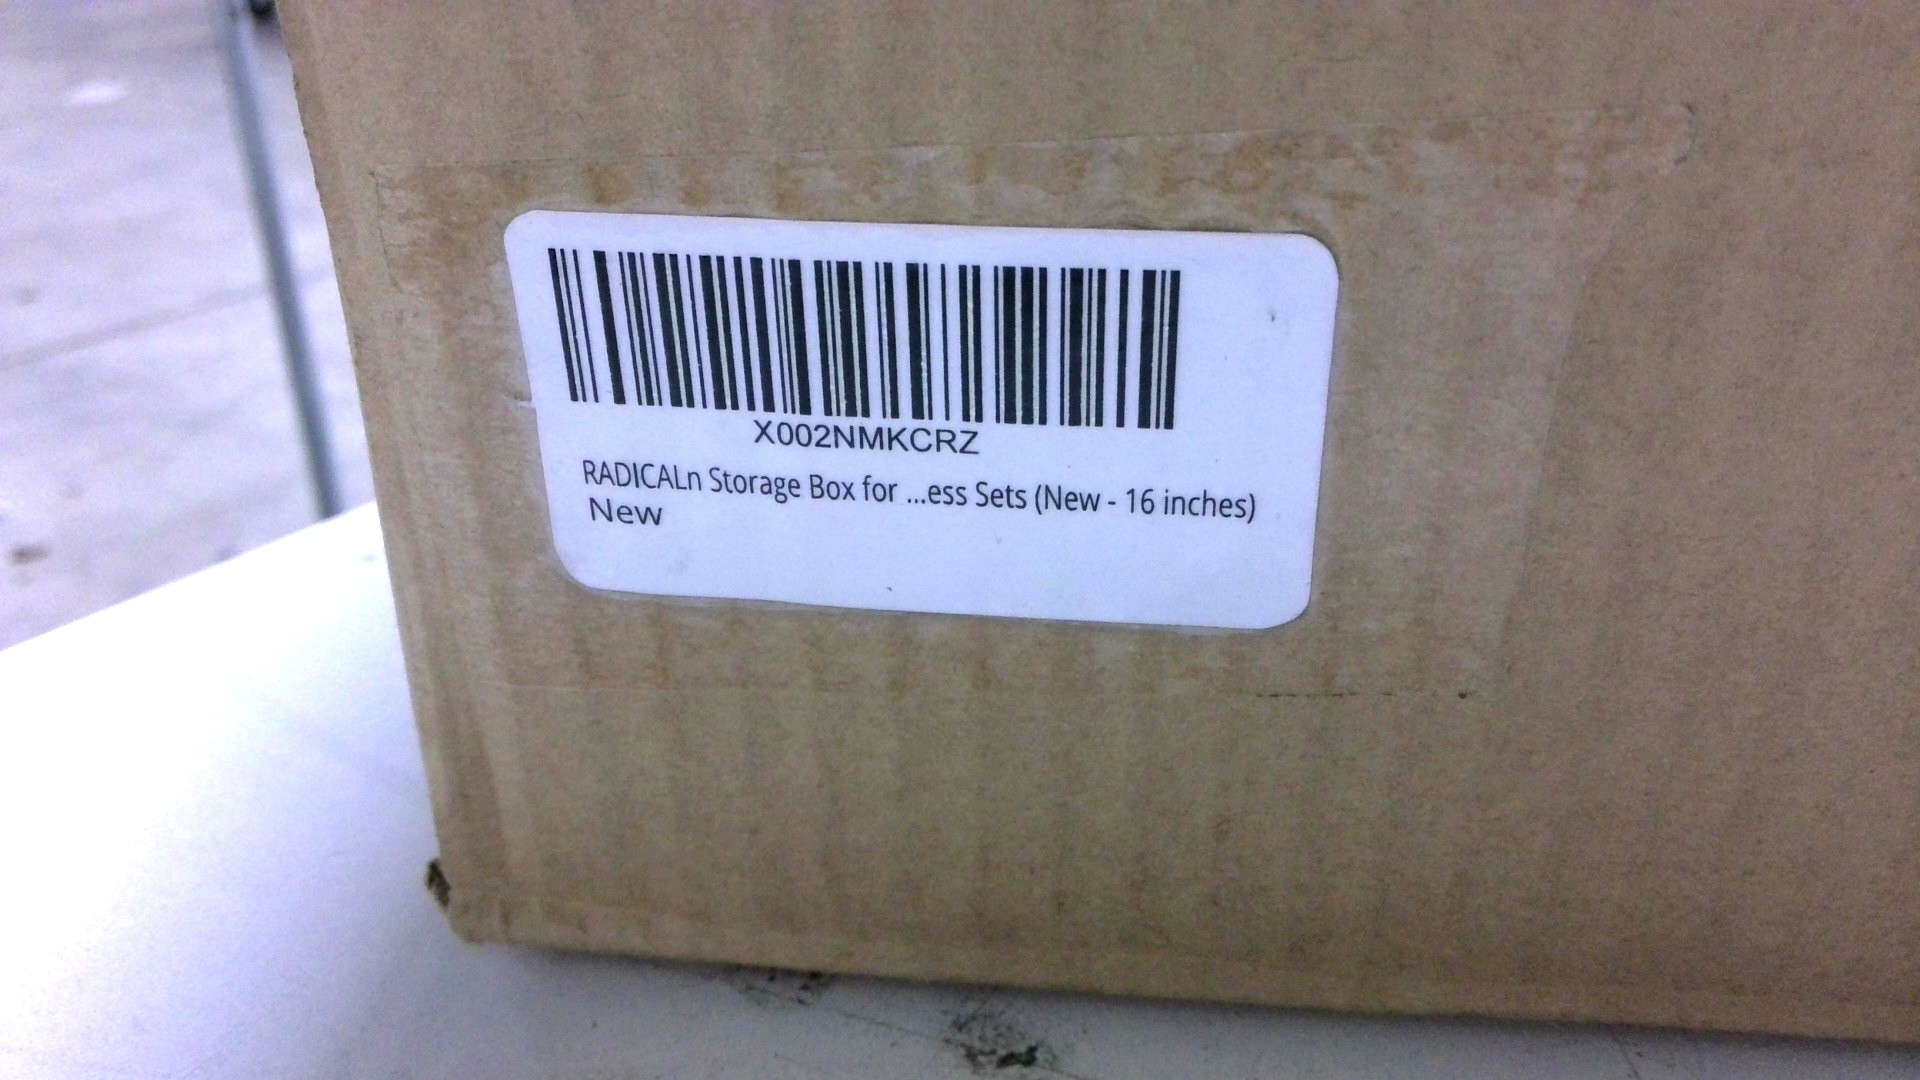 X002NMKCRZ
RADICALn Storage Box for ...ess Sets (New - 16 inches)
New